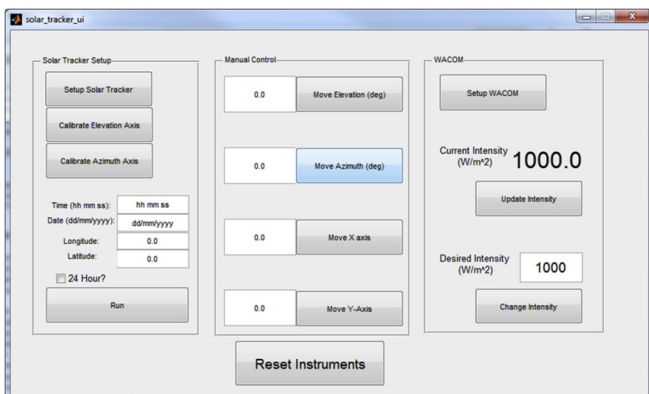 solar_tracker_ui
Solar Tracker Setup
Setup Solar Tracker
Calibrate Elevation Axis
Calibrate Azimuth Axis
Time (hh mm ss):
hh mm ss
Date (dd/mm/yyyy):
dd/mm/yyyy
Longitude:
0.0
Latitude:
0.0
24 Hour?
Run
Manual Control
0.0
Move Elevation (deg)
0.0
Move Azimuth (deg)
0.0
Move X axis
0.0
Move Y-Axis
WACOM
Setup WACOM
Current Intensity
(W/m^2)
1000.0
Update Intensity
Desired Intensity
(W/m^2)
1000
Change Intensity
Reset Instruments